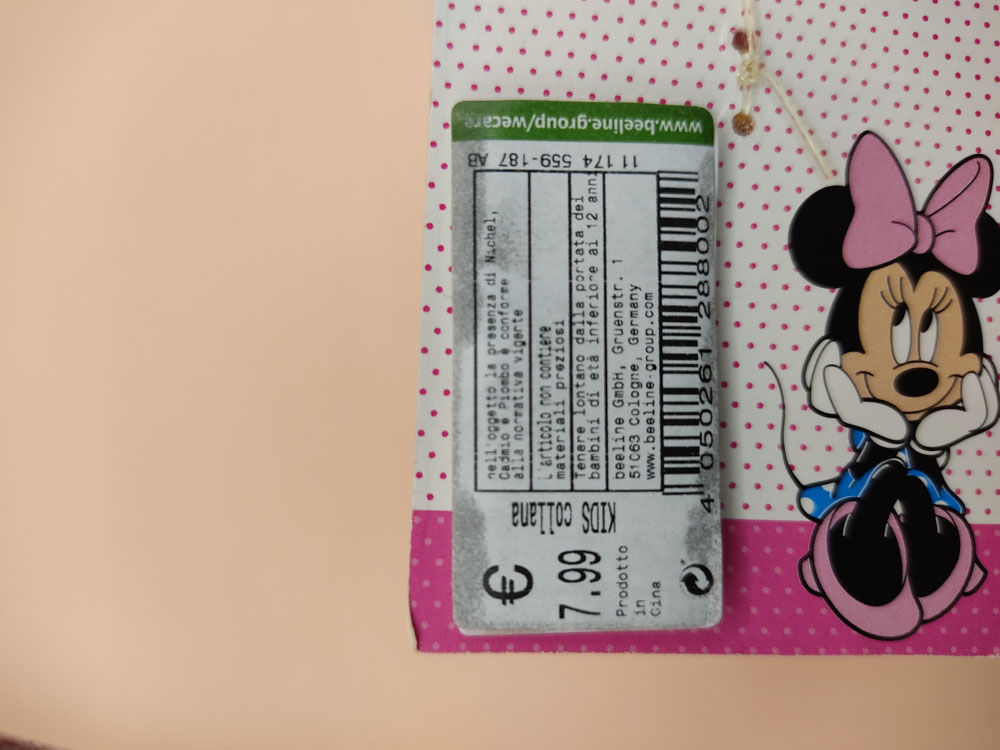 www.beeline.group/wecare
11 174 559-187 AB
nell'oggetto la presenza di Nichel,
Cadmio e Piombo è conforme
alla normativa vigente
L'articolo non contiene
materiali preziosi
Tenere lontano dalla portata dei
bambini di età inferiore ai 12 anni
beeline GmbH, Gruenstr. 1
51063 Cologne, Germany
www.beeline-group.com
4 050261 288002
KIDS collana
€
7.99
Prodotto
in
Cina